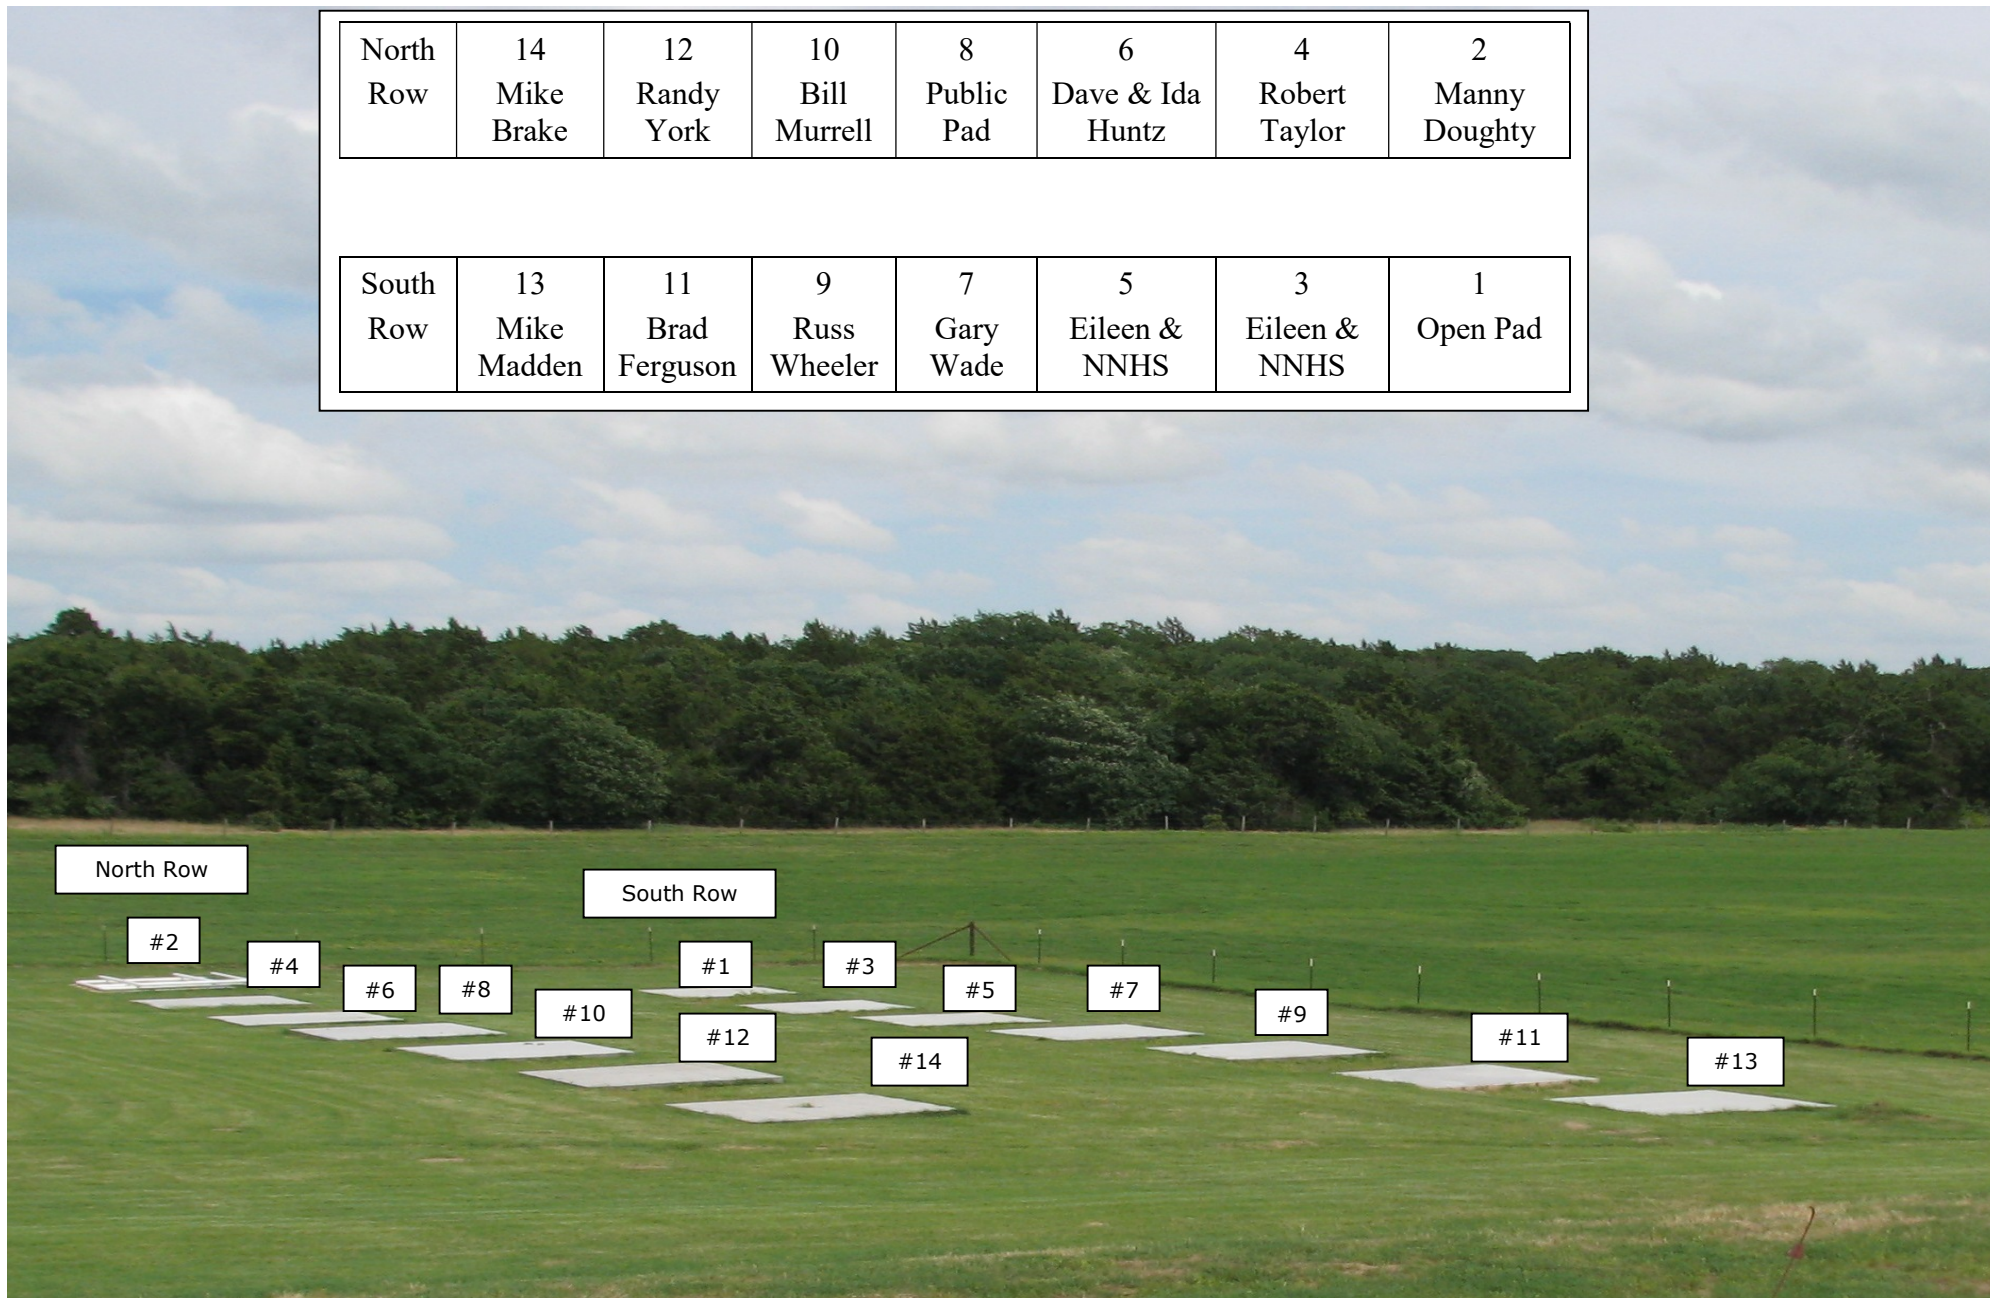 North 14 12 10 8 6 4 2
Row Mike Randy Bill Public Dave & Ida Robert Manny
Brake York Murrell Pad Huntz Taylor Doughty
South 13 11 9 7 5 3 1
Row Mike Brad Russ Gary Eileen & Eileen & Open Pad
Madden Ferguson Wheeler Wade NNHS NNHS
North Row
South Row
#2
#4
#6
#8
#10
#12
#14
#1
#3
#5
#7
#9
#11
#13